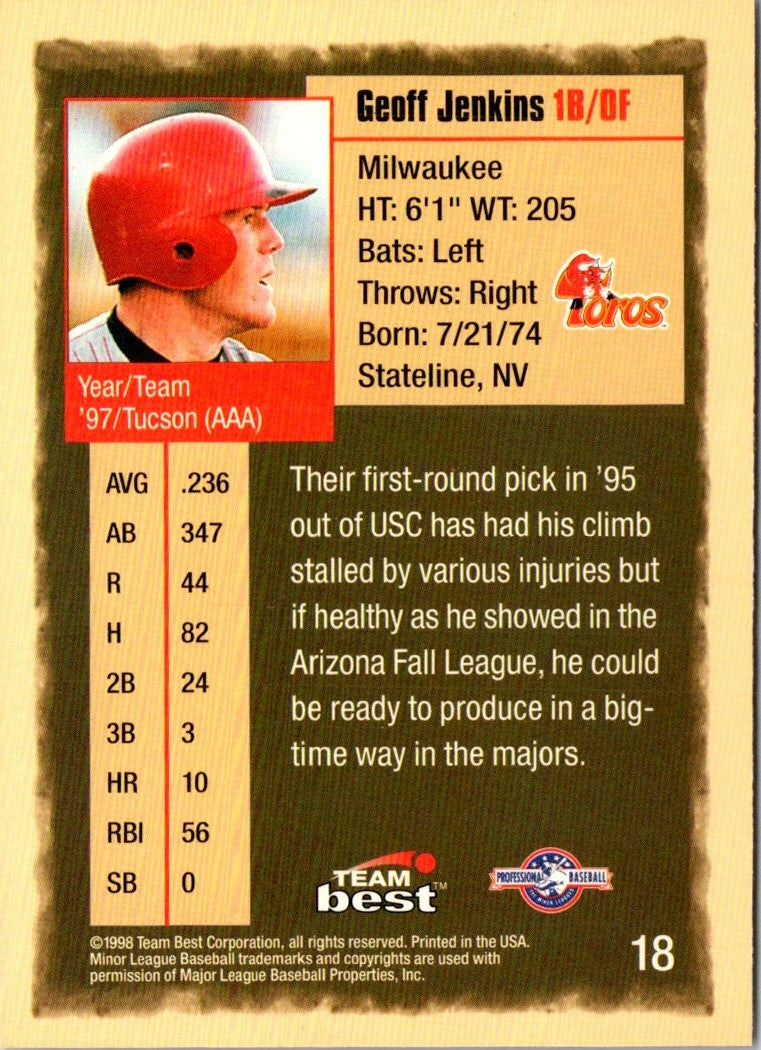 Geoff Jenkins 1B/OF
Milwaukee
HT: 6'1" WT: 205
Bats: Left
Throws: Right
Born: 7/21/74
Stateline, NV
Toros
Year/Team
'97/Tucson (AAA)
AVG .236
AB 347
R 44
H 82
2B 24
3B 3
HR 10
RBI 56
SB 0
Their first-round pick in '95
out of USC has had his climb
stalled by various injuries but
if healthy as he showed in the
Arizona Fall League, he could
be ready to produce in a big-
time way in the majors.
TEAM
best™
PROFESSIONAL BASEBALL
THE MINOR LEAGUES
©1998 Team Best Corporation, all rights reserved. Printed in the USA.
Minor League Baseball trademarks and copyrights are used with
permission of Major League Baseball Properties, Inc.
18